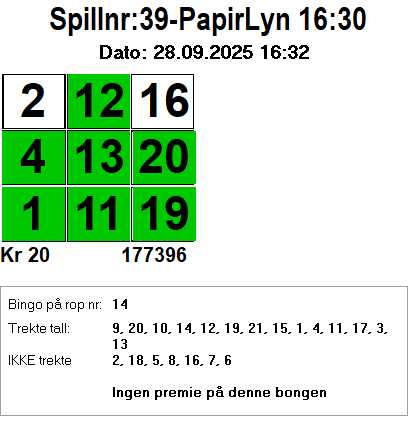 Spillnr:39-PapirLyn 16:30
Dato: 28.09.2025 16:32
2 12 16
4 13 20
1 11 19
Kr 20 177396
Bingo på rop nr: 14
Trekte tall: 9, 20, 10, 14, 12, 19, 21, 15, 1, 4, 11, 17, 3,
13
IKKE trekte 2, 18, 5, 8, 16, 7, 6
Ingen premie på denne bongen